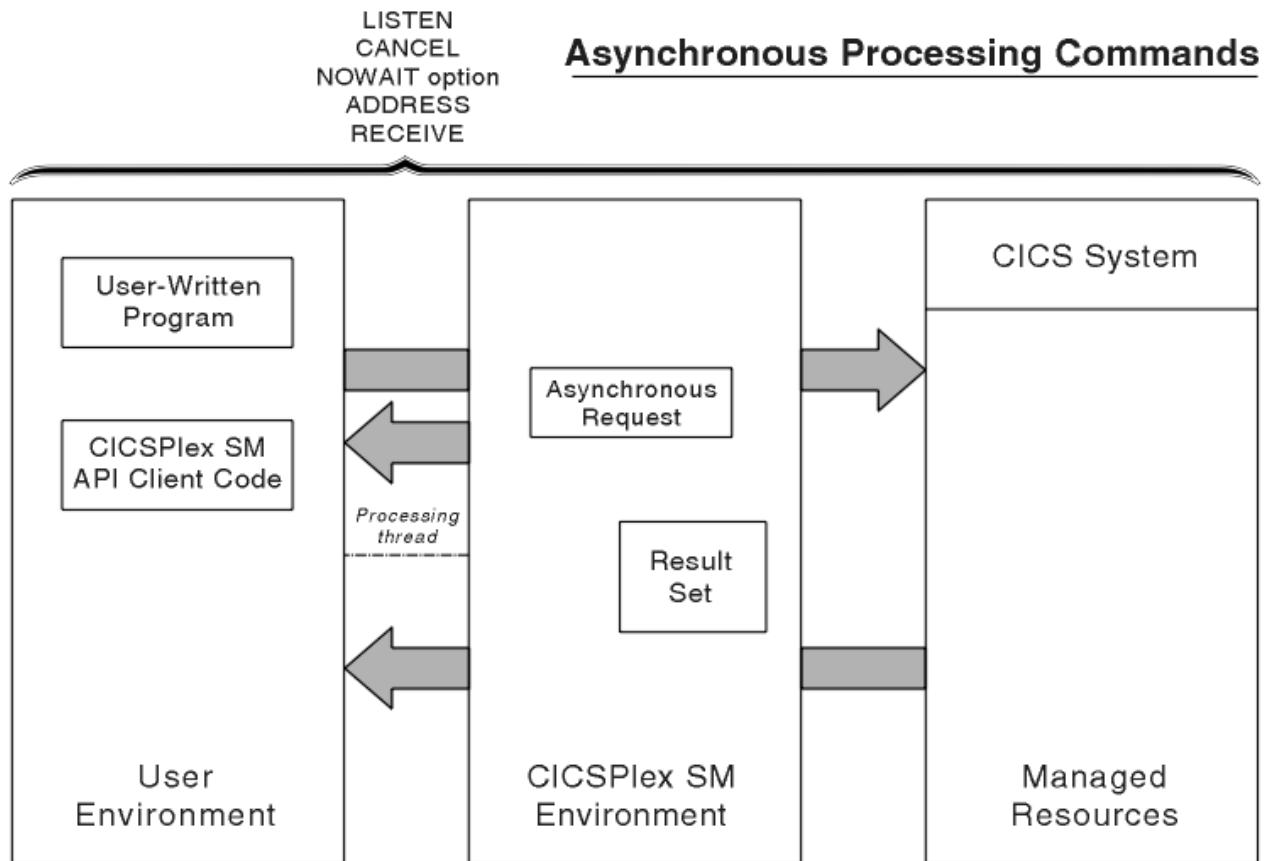 LISTEN
CANCEL
NOWAIT option
ADDRESS
RECEIVE
Asynchronous Processing Commands
User-Written
Program
CICSPlex SM
API Client Code
User
Environment
Processing
thread
Asynchronous
Request
Result
Set
CICSPlex SM
Environment
CICS System
Managed
Resources